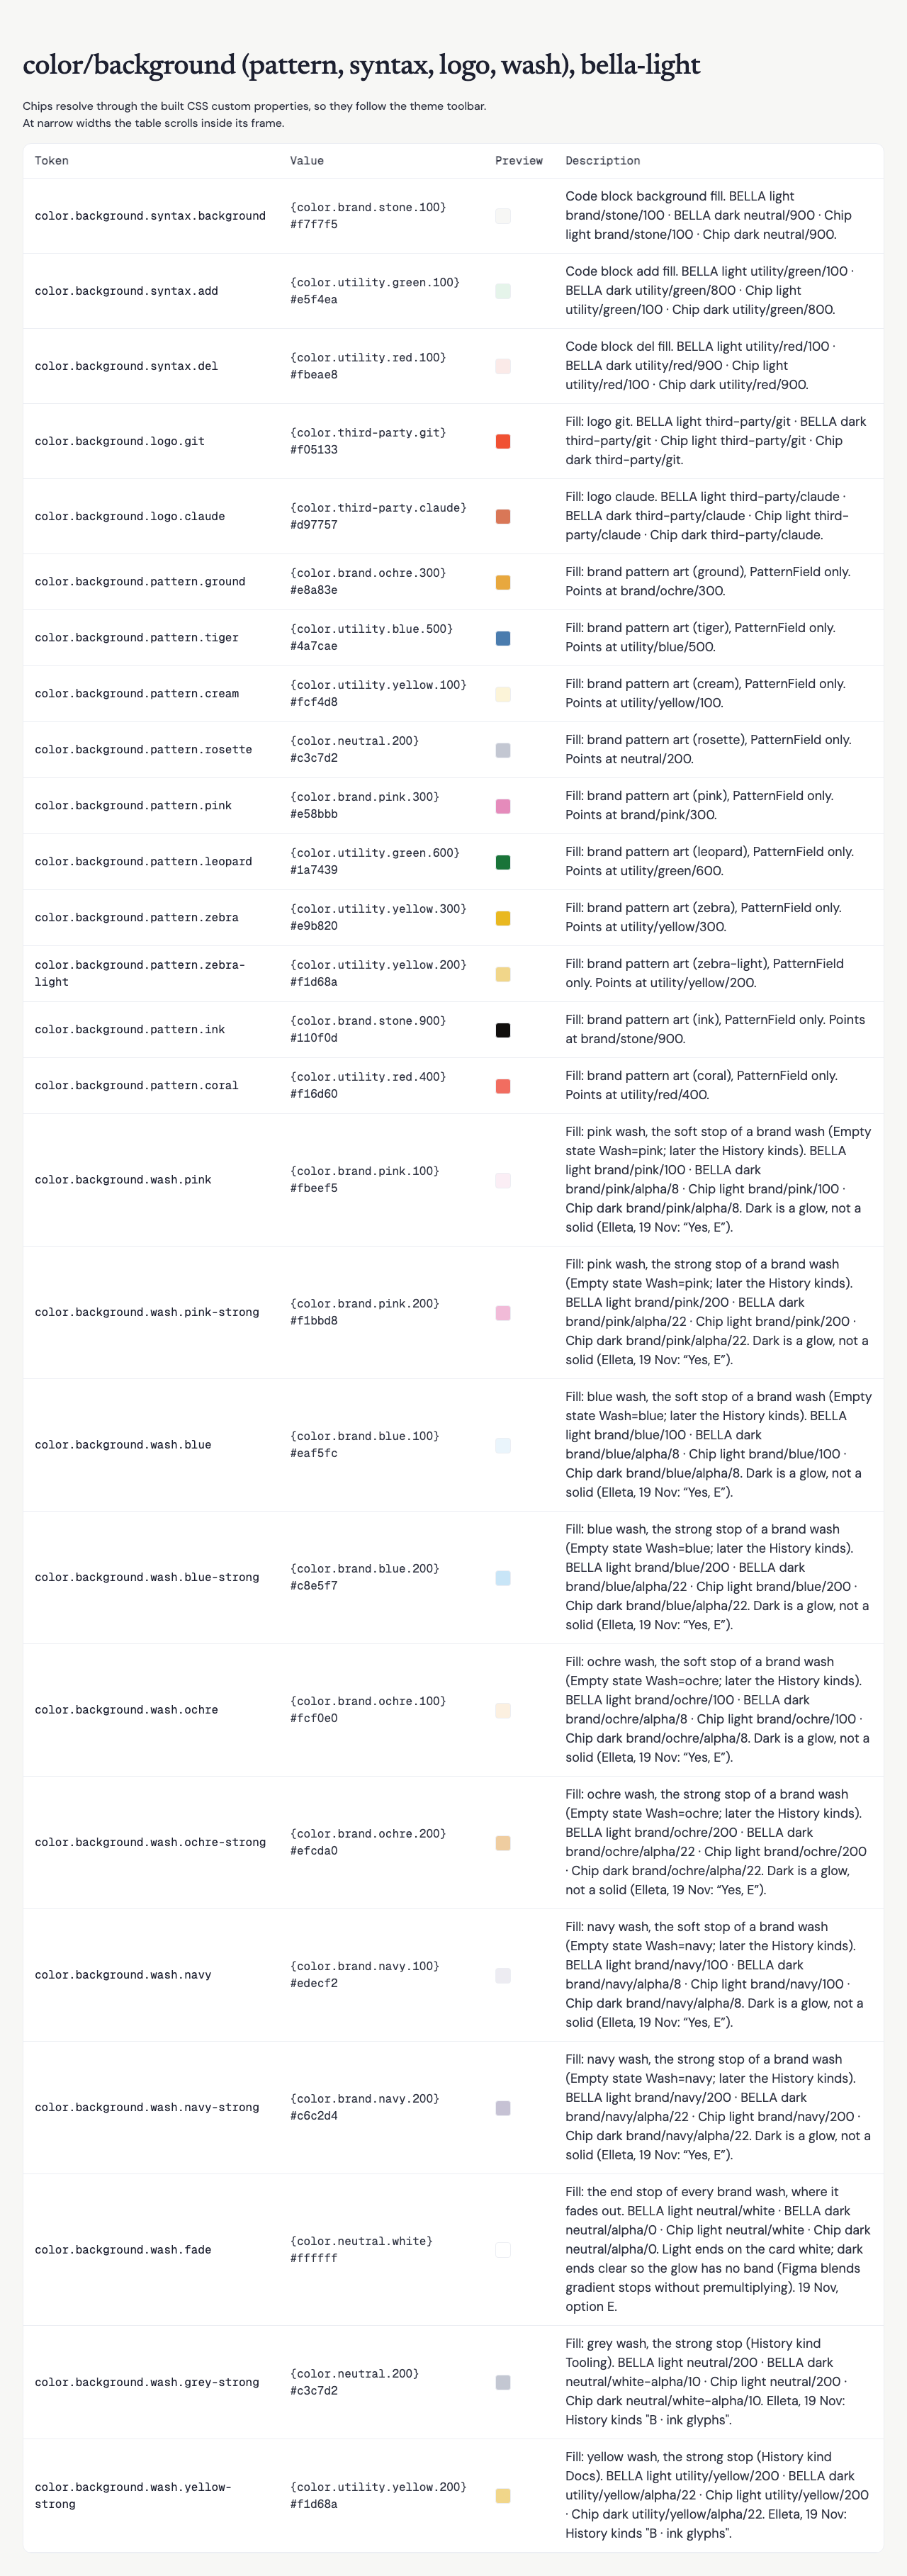 color/background (pattern, syntax, logo, wash), bella-light
Chips resolve through the built CSS custom properties, so they follow the theme toolbar.
At narrow widths the table scrolls inside its frame.
Token Value Preview Description
color.background.syntax.background
{color.brand.stone.100}
#f7f7f5
Code block background fill. BELLA light
brand/stone/100 · BELLA dark neutral/900 · Chip
light brand/stone/100 · Chip dark neutral/900.
color.background.syntax.add
{color.utility.green.100}
#e5f4ea
Code block add fill. BELLA light utility/green/100 ·
BELLA dark utility/green/800 · Chip light
utility/green/100 · Chip dark utility/green/800.
color.background.syntax.del
{color.utility.red.100}
#fbeae8
Code block del fill. BELLA light utility/red/100 ·
BELLA dark utility/red/900 · Chip light
utility/red/100 · Chip dark utility/red/900.
color.background.logo.git
{color.third-party.git}
#f05133
Fill: logo git. BELLA light third-party/git · BELLA dark
third-party/git · Chip light third-party/git · Chip
dark third-party/git.
color.background.logo.claude
{color.third-party.claude}
#d97757
Fill: logo claude. BELLA light third-party/claude ·
BELLA dark third-party/claude · Chip light third-
party/claude · Chip dark third-party/claude.
color.background.pattern.ground
{color.brand.ochre.300}
#e8a83e
Fill: brand pattern art (ground), PatternField only.
Points at brand/ochre/300.
color.background.pattern.tiger
{color.utility.blue.500}
#4a7cae
Fill: brand pattern art (tiger), PatternField only.
Points at utility/blue/500.
color.background.pattern.cream
{color.utility.yellow.100}
#fcf4d8
Fill: brand pattern art (cream), PatternField only.
Points at utility/yellow/100.
color.background.pattern.rosette
{color.neutral.200}
#c3c7d2
Fill: brand pattern art (rosette), PatternField only.
Points at neutral/200.
color.background.pattern.pink
{color.brand.pink.300}
#e58bbb
Fill: brand pattern art (pink), PatternField only.
Points at brand/pink/300.
color.background.pattern.leopard
{color.utility.green.600}
#1a7439
Fill: brand pattern art (leopard), PatternField only.
Points at utility/green/600.
color.background.pattern.zebra
{color.utility.yellow.300}
#e9b820
Fill: brand pattern art (zebra), PatternField only.
Points at utility/yellow/300.
color.background.pattern.zebra-
light
{color.utility.yellow.200}
#f1d68a
Fill: brand pattern art (zebra-light), PatternField
only. Points at utility/yellow/200.
color.background.pattern.ink
{color.brand.stone.900}
#110f0d
Fill: brand pattern art (ink), PatternField only. Points
at brand/stone/900.
color.background.pattern.coral
{color.utility.red.400}
#f16d60
Fill: brand pattern art (coral), PatternField only.
Points at utility/red/400.
color.background.wash.pink
{color.brand.pink.100}
#fbeef5
Fill: pink wash, the soft stop of a brand wash (Empty
state Wash=pink; later the History kinds). BELLA
light brand/pink/100 · BELLA dark
brand/pink/alpha/8 · Chip light brand/pink/100 ·
Chip dark brand/pink/alpha/8. Dark is a glow, not a
solid (Elleta, 19 Nov: “Yes, E”).
color.background.wash.pink-strong
{color.brand.pink.200}
#f1bbd8
Fill: pink wash, the strong stop of a brand wash
(Empty state Wash=pink; later the History kinds).
BELLA light brand/pink/200 · BELLA dark
brand/pink/alpha/22 · Chip light brand/pink/200 ·
Chip dark brand/pink/alpha/22. Dark is a glow, not a
solid (Elleta, 19 Nov: “Yes, E”).
color.background.wash.blue
{color.brand.blue.100}
#eaf5fc
Fill: blue wash, the soft stop of a brand wash (Empty
state Wash=blue; later the History kinds). BELLA
light brand/blue/100 · BELLA dark
brand/blue/alpha/8 · Chip light brand/blue/100 ·
Chip dark brand/blue/alpha/8. Dark is a glow, not a
solid (Elleta, 19 Nov: “Yes, E”).
color.background.wash.blue-strong
{color.brand.blue.200}
#c8e5f7
Fill: blue wash, the strong stop of a brand wash
(Empty state Wash=blue; later the History kinds).
BELLA light brand/blue/200 · BELLA dark
brand/blue/alpha/22 · Chip light brand/blue/200 ·
Chip dark brand/blue/alpha/22. Dark is a glow, not a
solid (Elleta, 19 Nov: “Yes, E”).
color.background.wash.ochre
{color.brand.ochre.100}
#fcf0e0
Fill: ochre wash, the soft stop of a brand wash
(Empty state Wash=ochre; later the History kinds).
BELLA light brand/ochre/100 · BELLA dark
brand/ochre/alpha/8 · Chip light brand/ochre/100 ·
Chip dark brand/ochre/alpha/8. Dark is a glow, not a
solid (Elleta, 19 Nov: “Yes, E”).
color.background.wash.ochre-strong
{color.brand.ochre.200}
#efcda0
Fill: ochre wash, the strong stop of a brand wash
(Empty state Wash=ochre; later the History kinds).
BELLA light brand/ochre/200 · BELLA dark
brand/ochre/alpha/22 · Chip light brand/ochre/200
· Chip dark brand/ochre/alpha/22. Dark is a glow,
not a solid (Elleta, 19 Nov: “Yes, E”).
color.background.wash.navy
{color.brand.navy.100}
#edecf2
Fill: navy wash, the soft stop of a brand wash
(Empty state Wash=navy; later the History kinds).
BELLA light brand/navy/100 · BELLA dark
brand/navy/alpha/8 · Chip light brand/navy/100 ·
Chip dark brand/navy/alpha/8. Dark is a glow, not a
solid (Elleta, 19 Nov: “Yes, E”).
color.background.wash.navy-strong
{color.brand.navy.200}
#c6c2d4
Fill: navy wash, the strong stop of a brand wash
(Empty state Wash=navy; later the History kinds).
BELLA light brand/navy/200 · BELLA dark
brand/navy/alpha/22 · Chip light brand/navy/200 ·
Chip dark brand/navy/alpha/22. Dark is a glow, not a
solid (Elleta, 19 Nov: “Yes, E”).
color.background.wash.fade
{color.neutral.white}
#ffffff
Fill: the end stop of every brand wash, where it
fades out. BELLA light neutral/white · BELLA dark
neutral/alpha/0 · Chip light neutral/white · Chip dark
neutral/alpha/0. Light ends on the card white; dark
ends clear so the glow has no band (Figma blends
gradient stops without premultiplying). 19 Nov,
option E.
color.background.wash.grey-strong
{color.neutral.200}
#c3c7d2
Fill: grey wash, the strong stop (History kind
Tooling). BELLA light neutral/200 · BELLA dark
neutral/white-alpha/10 · Chip light neutral/200 ·
Chip dark neutral/white-alpha/10. Elleta, 19 Nov:
History kinds "B · ink glyphs".
color.background.wash.yellow-
strong
{color.utility.yellow.200}
#f1d68a
Fill: yellow wash, the strong stop (History kind
Docs). BELLA light utility/yellow/200 · BELLA dark
utility/yellow/alpha/22 · Chip light utility/yellow/200
· Chip dark utility/yellow/alpha/22. Elleta, 19 Nov:
History kinds "B · ink glyphs".